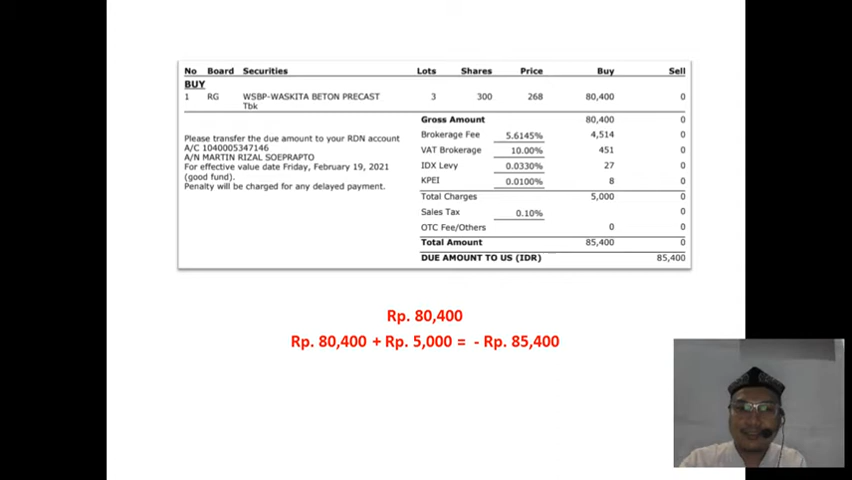 No Board Securities Lots Shares Price Buy Sell
BUY
1 RG WSBP-WASKITA BETON PRECAST 3 300 268 80,400 0
Tbk
Gross Amount 80,400 0
Please transfer the due amount to your RDN account
A/C 1040005347146
A/N MARTIN RIZAL SOEPRAPTO
For effective value date Friday, February 19, 2021
(good fund).
Penalty will be charged for any delayed payment.
Brokerage Fee 5.6145% 4,514 0
VAT Brokerage 10.00% 451 0
IDX Levy 0.0330% 27 0
KPEI 0.0100% 8 0
Total Charges 5,000 0
Sales Tax 0.10% 0
OTC Fee/Others 0 0
Total Amount 85,400 0
DUE AMOUNT TO US (IDR) 85,400
Rp. 80,400
Rp. 80,400 + Rp. 5,000 = - Rp. 85,400